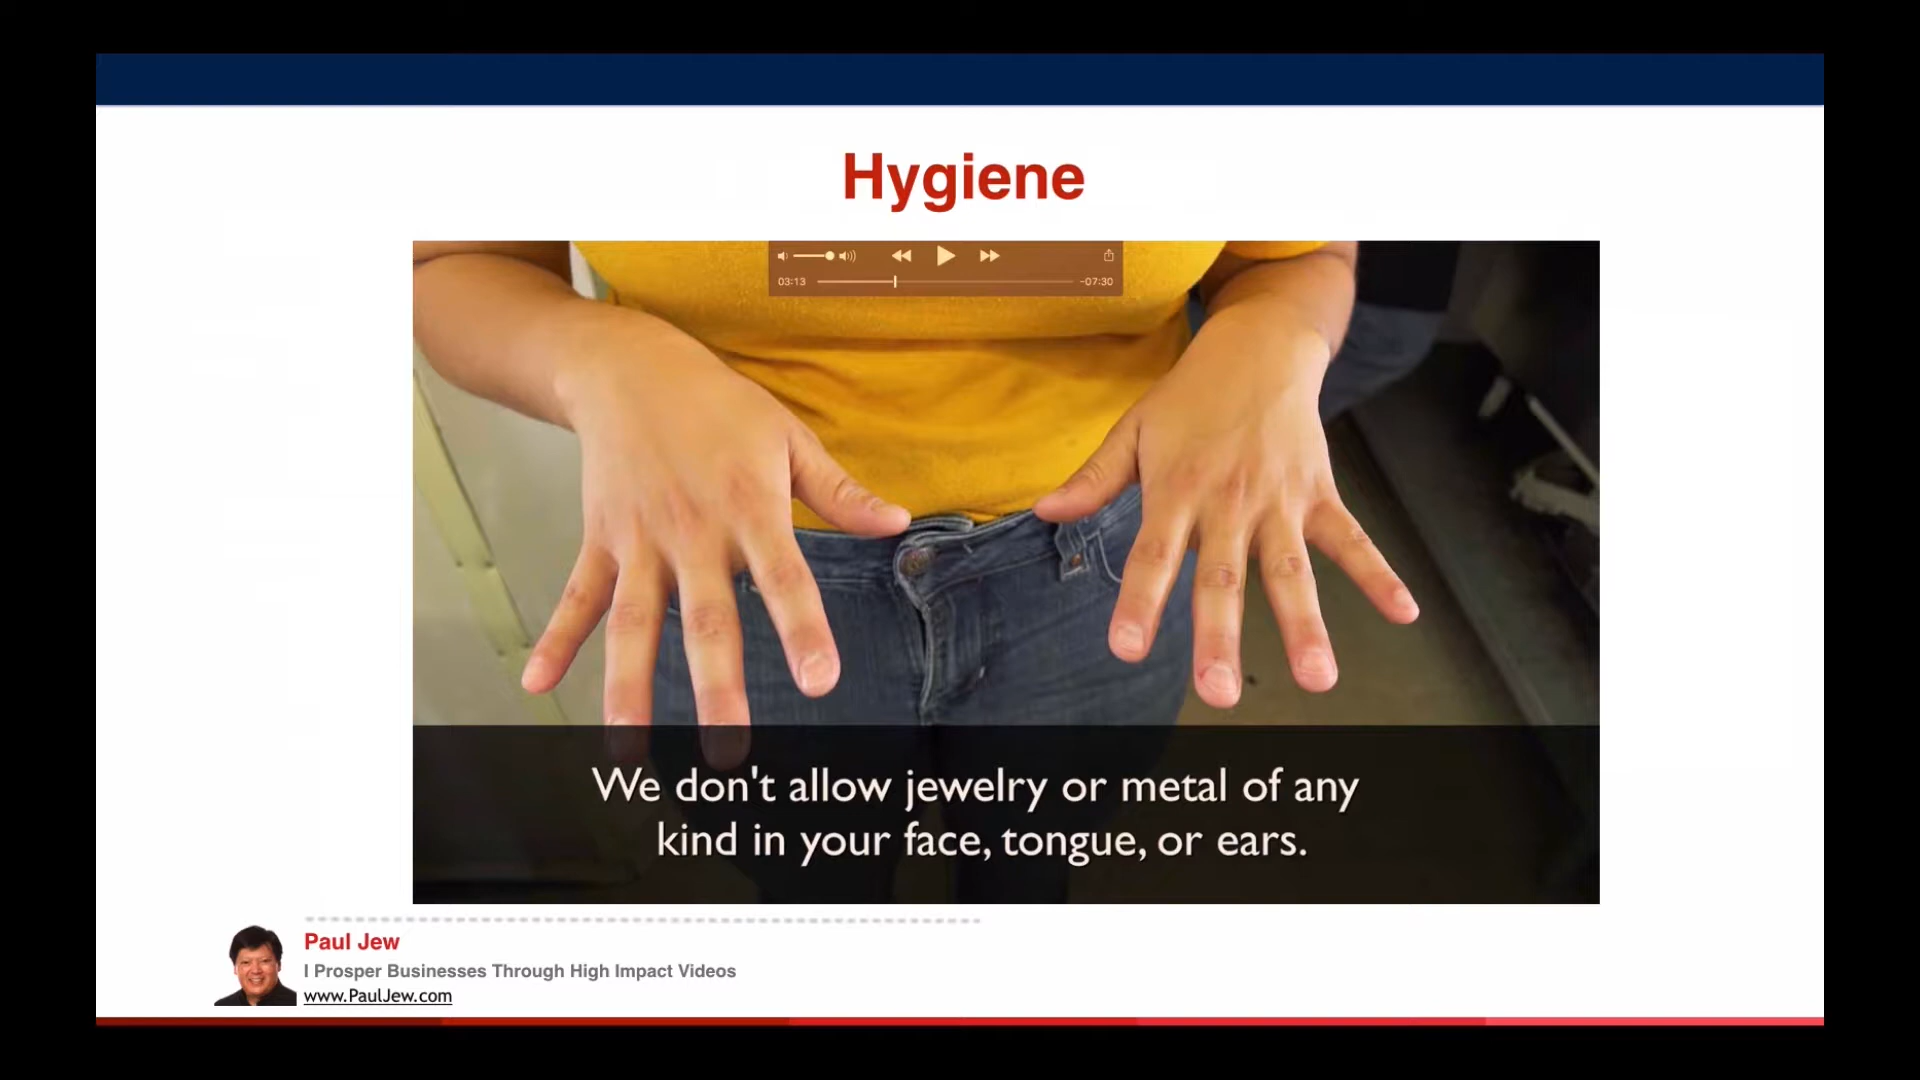 Hygiene
03:13
-07:30
We don't allow jewelry or metal of any
kind in your face, tongue, or ears.
Paul Jew
I Prosper Businesses Through High Impact Videos
www.PaulJew.com